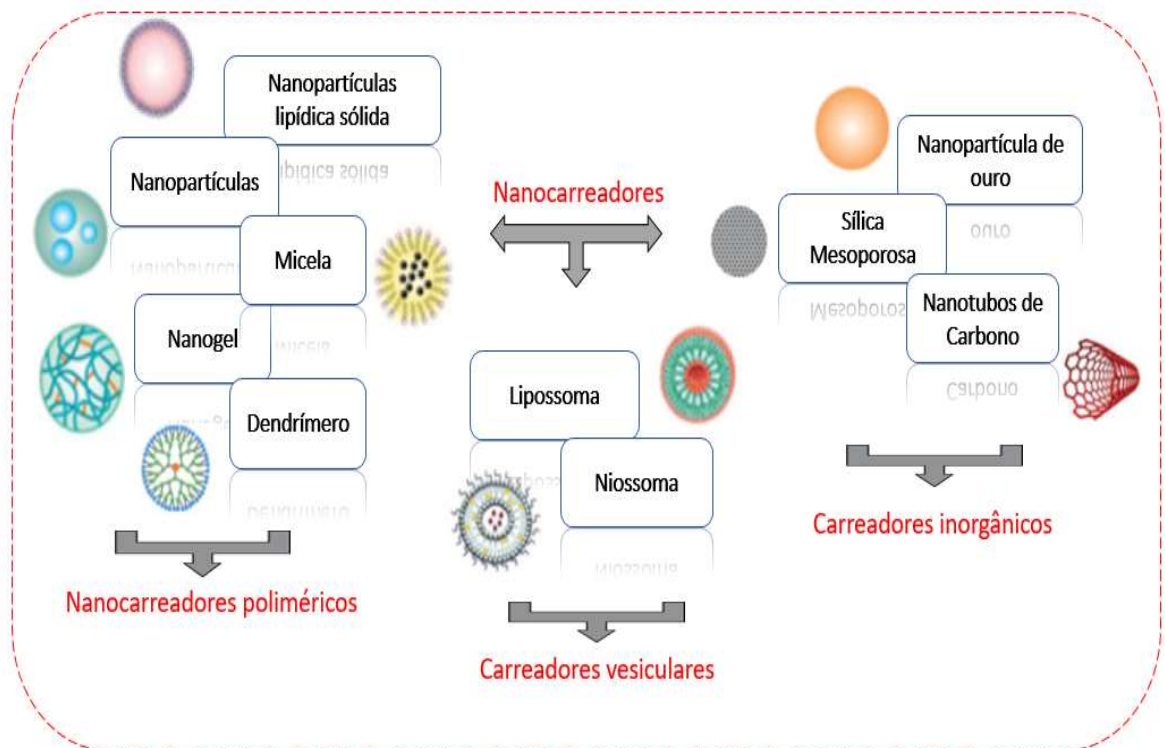 Nanopartículas
lipídica sólida
Nanopartículas
Micela
Nanogel
Dendrímero
Nanocarreadores poliméricos
Nanocarreadores
Lipossoma
Niossoma
Carreadores vesiculares
Nanopartícula de
ouro
Sílica
Mesoporosa
Nanotubos de
Carbono
Carreadores inorgânicos